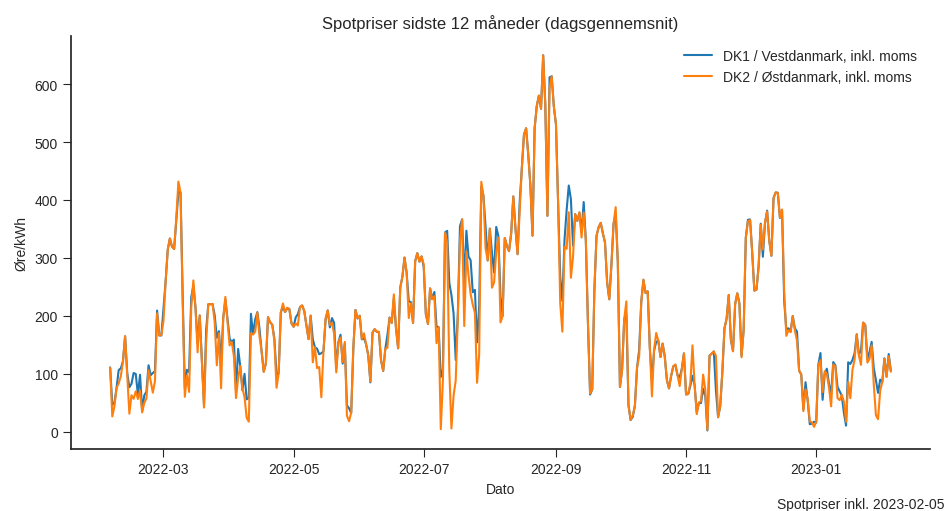 Spotpriser sidste 12 måneder (dagsgennemsnit)
DK1 / Vestdanmark, inkl. moms
DK2 / Østdanmark, inkl. moms
600
500
400
300
200
100
0
Øre/kWh
2022-03
2022-05
2022-07
2022-09
2022-11
2023-01
Dato
Spotpriser inkl. 2023-02-05